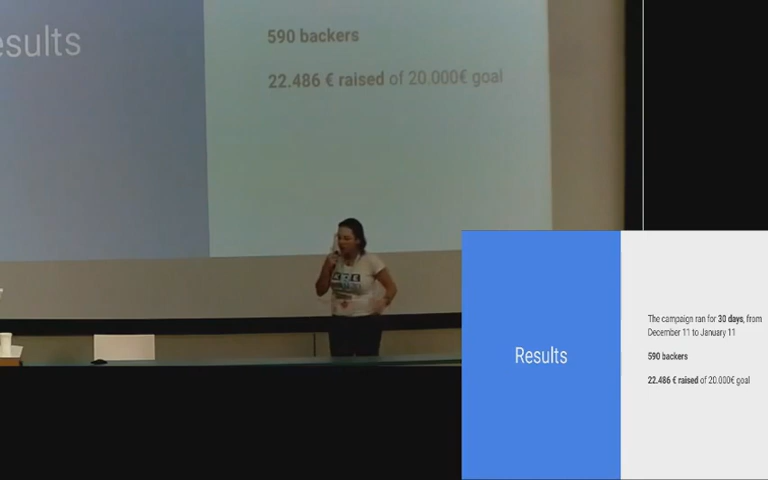 esults
590 backers
22.486 € raised of 20.000€ goal
Results
The campaign ran for 30 days, from
December 11 to January 11
590 backers
22.486 € raised of 20.000€ goal